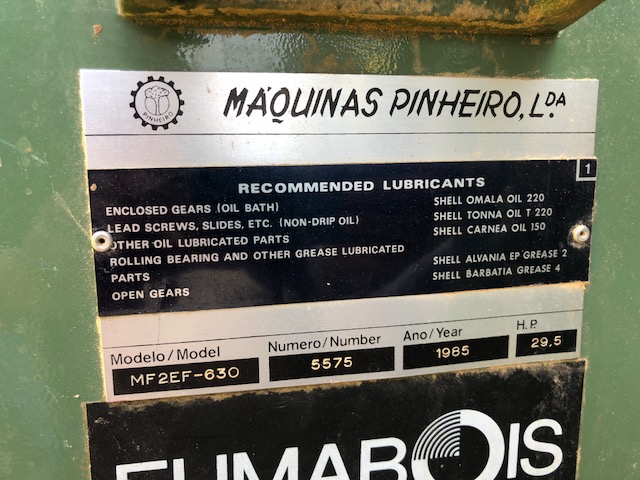 PINHEIRO
MÁQUINAS PINHEIRO, L.DA
1
RECOMMENDED LUBRICANTS
ENCLOSED GEARS (OIL BATH) SHELL OMALA OIL 220
LEAD SCREWS, SLIDES, ETC. (NON-DRIP OIL) SHELL TONNA OIL T 220
OTHER OIL LUBRICATED PARTS SHELL CARNEA OIL 150
ROLLING BEARING AND OTHER GREASE LUBRICATED
PARTS SHELL ALVANIA EP GREASE 2
OPEN GEARS SHELL BARBATIA GREASE 4
Modelo/Model Numero/Number Ano/Year H.P.
MF2EF-630 5575 1985 29,5
FUMABOIS